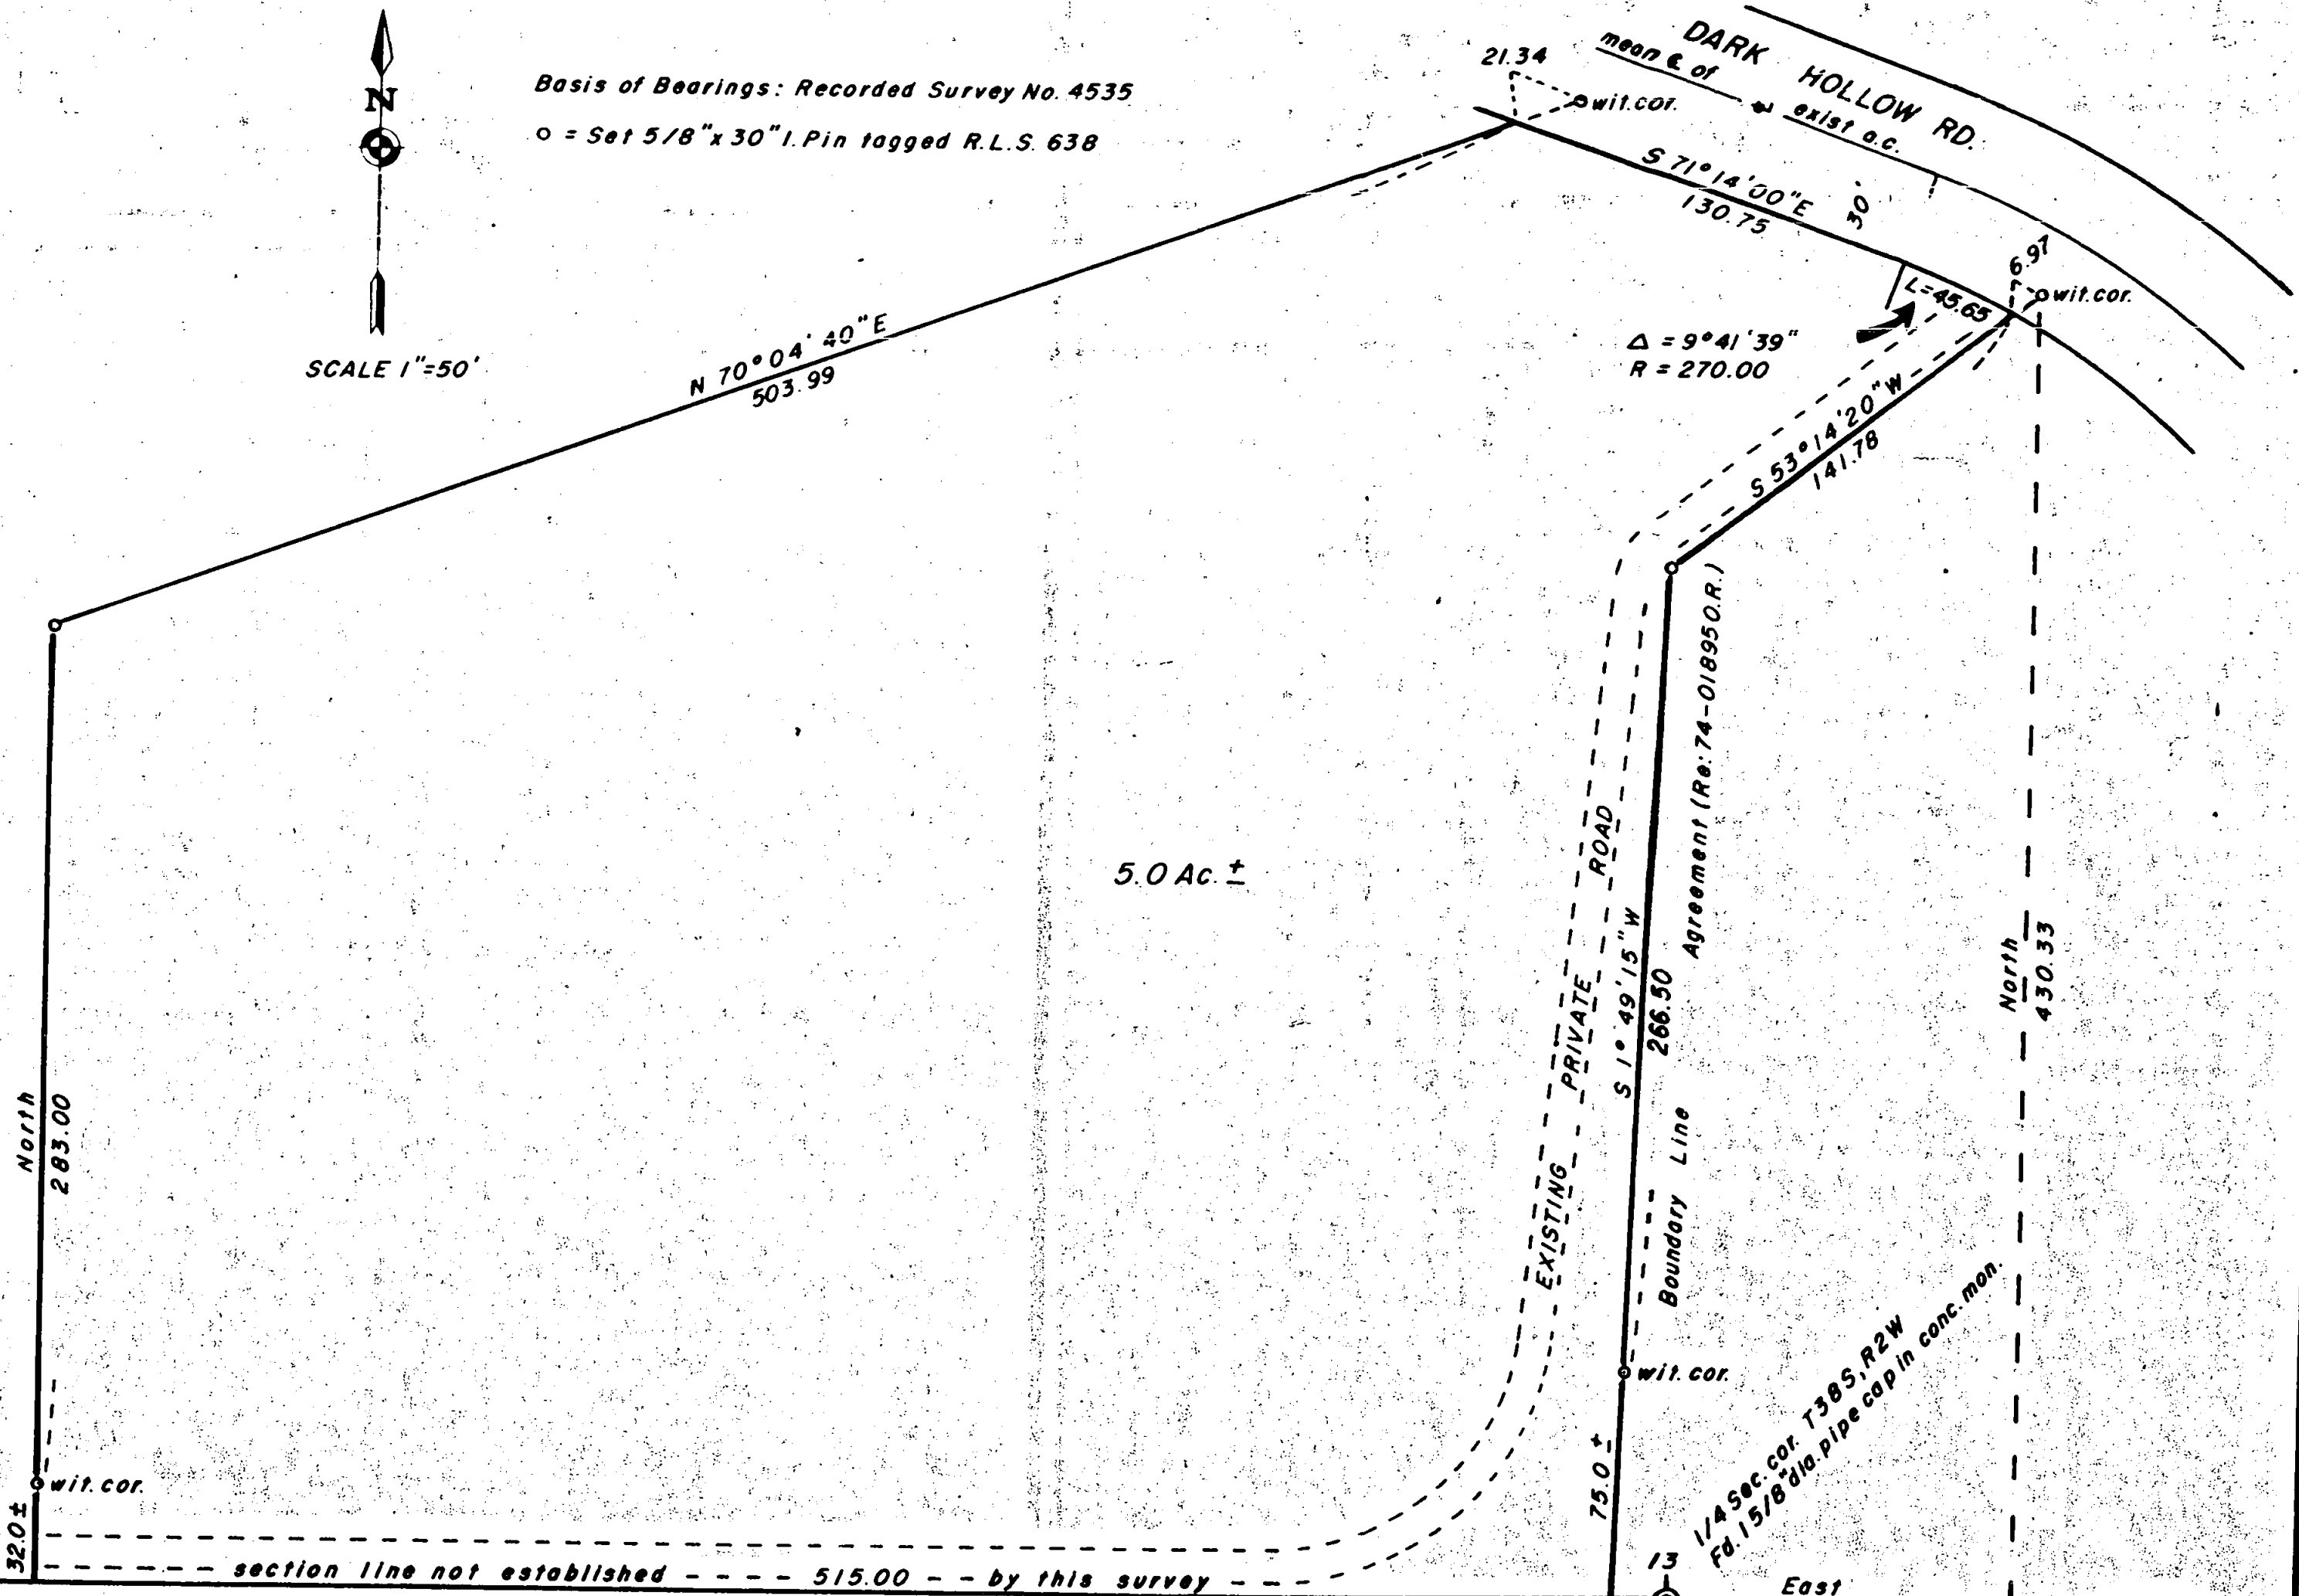 N
SCALE 1"=50'
Basis of Bearings: Recorded Survey No. 4535
o = Set 5/8"x 30" I. Pin tagged R.L.S. 638
21.34
wit.cor.
mean ℄ of
exist a.c.
DARK HOLLOW RD.
S 71°14'00"E
130.75
30'
6.97
wit.cor.
L=45.65
Δ = 9°41'39"
R = 270.00
N 70°04'40"E
503.99
S 53°14'20"W
141.78
5.0 Ac. ±
EXISTING PRIVATE ROAD
S 1°49'15"W
266.50
Boundary Line Agreement (Re: 74-01895O.R.)
North
430.33
North
283.00
wit.cor.
32.0±
wit. cor.
75.0±
1/4 Sec. cor. T38S, R2W
Fd. 1 5/8" dia. pipe cap in conc. mon.
13
East
section line not established - - - - 515.00 - - by this survey